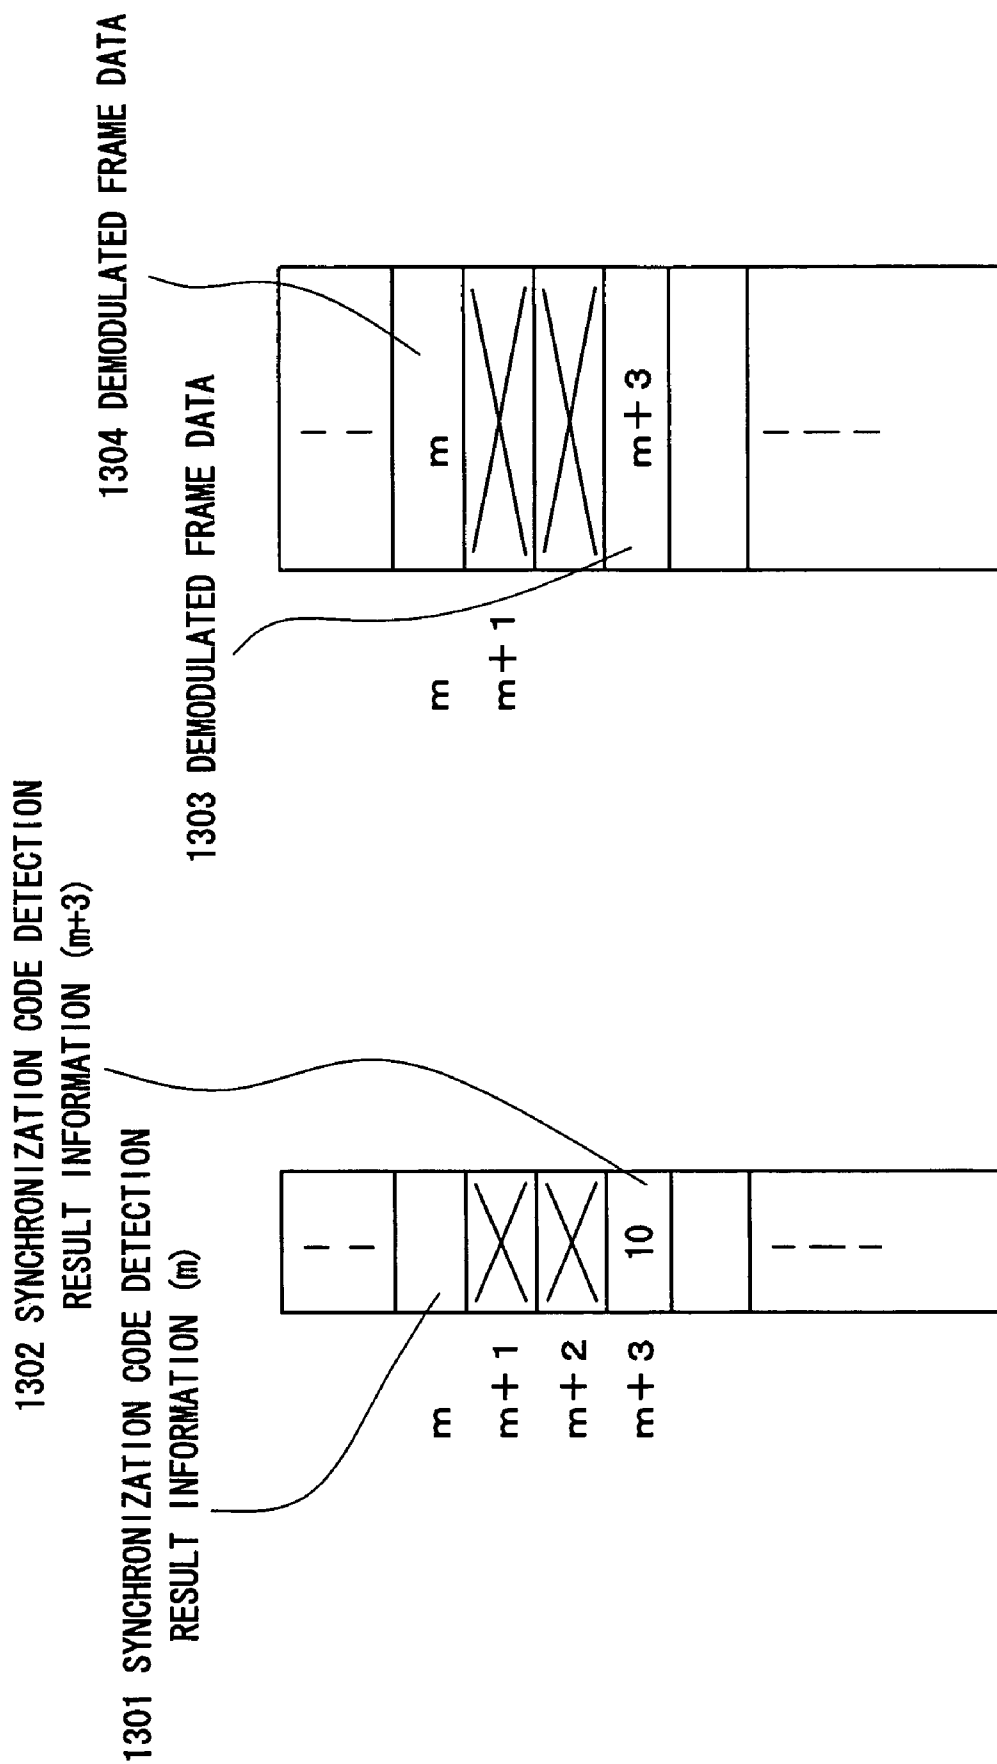 1302 SYNCHRONIZATION CODE DETECTION
RESULT INFORMATION (m+3)
1301 SYNCHRONIZATION CODE DETECTION
RESULT INFORMATION (m)
m
m+1
m+2
m+3
10
1304 DEMODULATED FRAME DATA
1303 DEMODULATED FRAME DATA
m
m+1
m
m+3